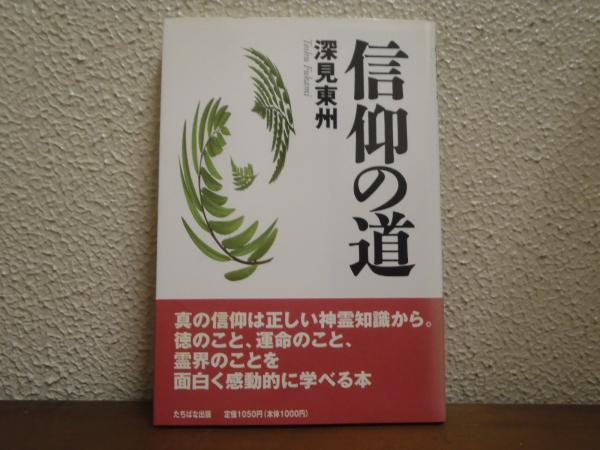 信仰の道
深見東州
Toshu Fukami
真の信仰は正しい神霊知識から。
徳のこと、運命のこと、
霊界のことを
面白く感動的に学べる本
たちばな出版 定価1050円(本体1000円)